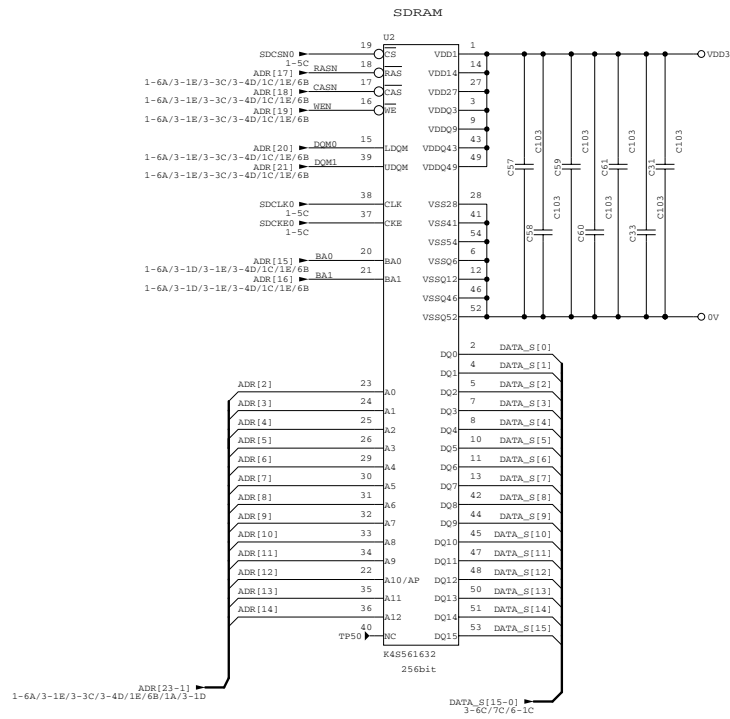 SDRAM
U2
SDCSN0 19 CS VDD1 1 VDD3
1-5C
ADR[17] RASN 18 RAS VDD14 14
1-6A/3-1E/3-3C/3-4D/1C/1E/6B
ADR[18] CASN 17 CAS VDD27 27
1-6A/3-1E/3-3C/3-4D/1C/1E/6B
ADR[19] WEN 16 WE VDDQ3 3
1-6A/3-1E/3-3C/3-4D/1C/1E/6B
VDDQ9 9
ADR[20] DQM0 15 LDQM VDDQ43 43
1-6A/3-1E/3-3C/3-4D/1C/1E/6B
ADR[21] DQM1 39 UDQM VDDQ49 49
1-6A/3-1E/3-3C/3-4D/1C/1E/6B
C57 C103 C59 C103 C61 C103 C31 C103
SDCLK0 38 CLK VSS28 28
1-5C
SDCKE0 37 CKE VSS41 41
1-5C
VSS54 54
C58 C103 C60 C103 C33 C103
ADR[15] BA0 20 BA0 VSSQ6 6
1-6A/3-1D/3-1E/3-4D/1C/1E/6B
ADR[16] BA1 21 BA1 VSSQ12 12
1-6A/3-1D/3-1E/3-4D/1C/1E/6B
VSSQ46 46
VSSQ52 52 0V
DQ0 2 DATA_S[0]
DQ1 4 DATA_S[1]
ADR[2] 23 A0 DQ2 5 DATA_S[2]
ADR[3] 24 A1 DQ3 7 DATA_S[3]
ADR[4] 25 A2 DQ4 8 DATA_S[4]
ADR[5] 26 A3 DQ5 10 DATA_S[5]
ADR[6] 29 A4 DQ6 11 DATA_S[6]
ADR[7] 30 A5 DQ7 13 DATA_S[7]
ADR[8] 31 A6 DQ8 42 DATA_S[8]
ADR[9] 32 A7 DQ9 44 DATA_S[9]
ADR[10] 33 A8 DQ10 45 DATA_S[10]
ADR[11] 34 A9 DQ11 47 DATA_S[11]
ADR[12] 22 A10/AP DQ12 48 DATA_S[12]
ADR[13] 35 A11 DQ13 50 DATA_S[13]
ADR[14] 36 A12 DQ14 51 DATA_S[14]
TP50 40 NC DQ15 53 DATA_S[15]
K4S561632
256bit
ADR[23-1]
1-6A/3-1E/3-3C/3-4D/1E/6B/1A/3-1D
DATA_S[15-0]
3-6C/7C/6-1C